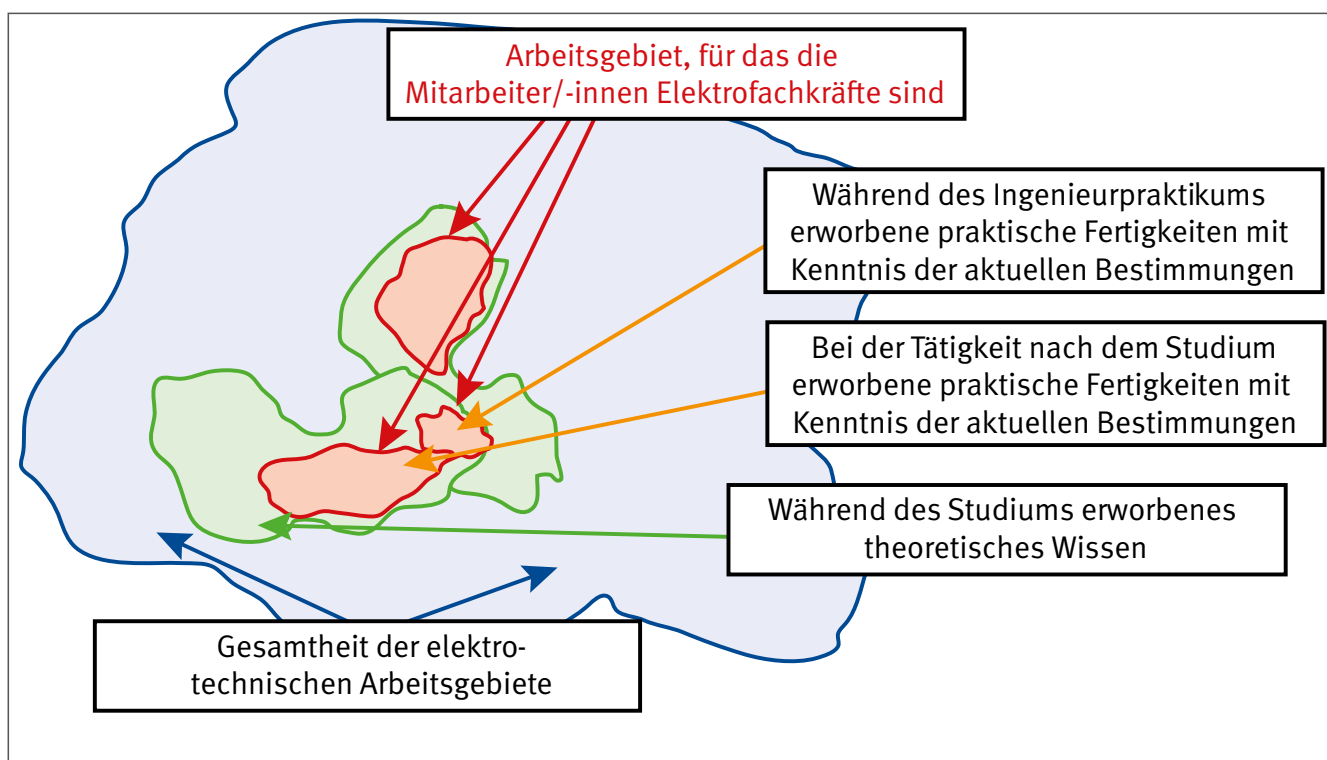 Arbeitsgebiet, für das die
Mitarbeiter/-innen Elektrofachkräfte sind
Während des Ingenieurpraktikums
erworbene praktische Fertigkeiten mit
Kenntnis der aktuellen Bestimmungen
Bei der Tätigkeit nach dem Studium
erworbene praktische Fertigkeiten mit
Kenntnis der aktuellen Bestimmungen
Während des Studiums erworbenes
theoretisches Wissen
Gesamtheit der elektro-
technischen Arbeitsgebiete